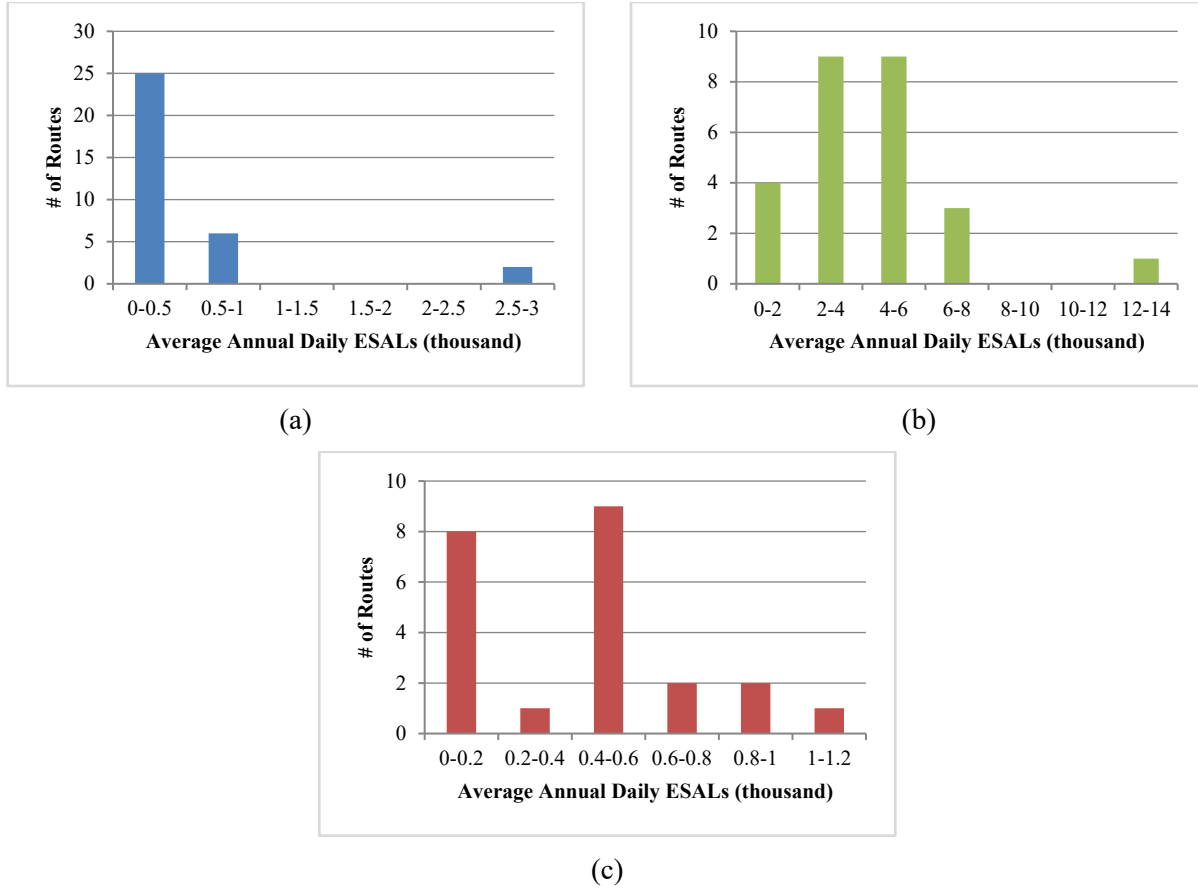 30
25
20
15
10
5
0
# of Routes
0-0.5 0.5-1 1-1.5 1.5-2 2-2.5 2.5-3
Average Annual Daily ESALs (thousand)
(a)
10
8
6
4
2
0
# of Routes
0-2 2-4 4-6 6-8 8-10 10-12 12-14
Average Annual Daily ESALs (thousand)
(b)
10
8
6
4
2
0
# of Routes
0-0.2 0.2-0.4 0.4-0.6 0.6-0.8 0.8-1 1-1.2
Average Annual Daily ESALs (thousand)
(c)